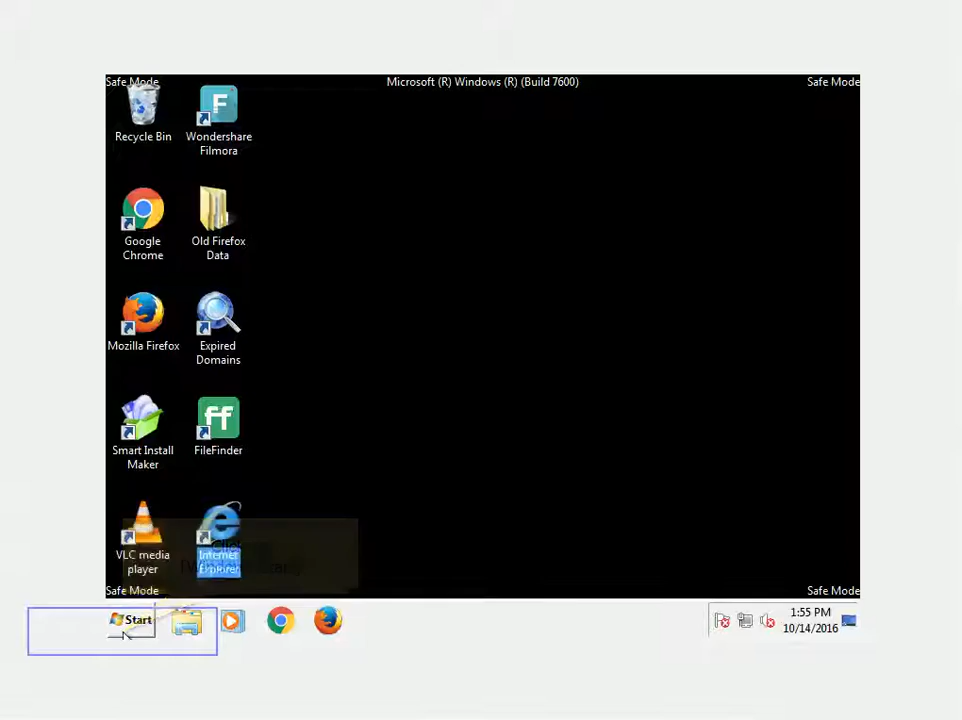 Safe Mode
Microsoft (R) Windows (R) (Build 7600)
Safe Mode
Recycle Bin
Wondershare
Filmora
Google
Chrome
Old Firefox
Data
Mozilla Firefox
Expired
Domains
Smart Install
Maker
FileFinder
VLC media
player
Internet
Explorer
Safe Mode
Safe Mode
Start
1:55 PM
10/14/2016